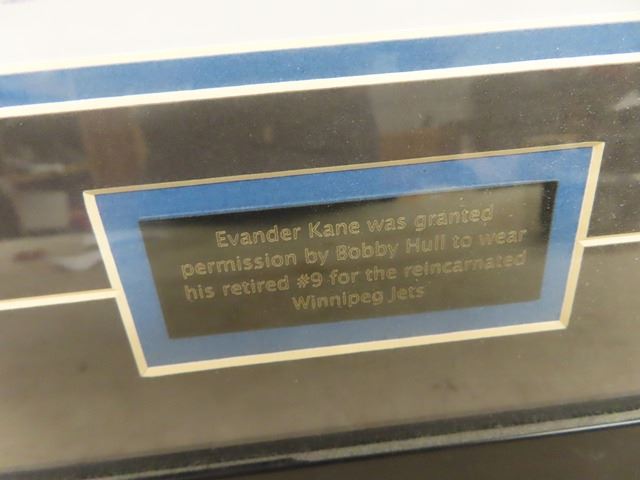 Evander Kane was granted
permission by Bobby Hull to wear
his retired #9 for the reincarnated
Winnipeg Jets